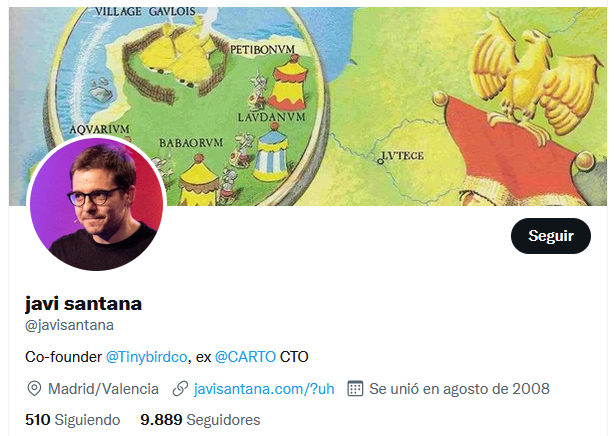 VILLAGE GAVLOIS
PETIBONVM
LAVDANVM
AQVARIVM
BABAORVM
LVTECE
Seguir
javi santana
@javisantana
Co-founder @Tinybirdco, ex @CARTO CTO
Madrid/Valencia javisantana.com/?uh Se unió en agosto de 2008
510 Siguiendo 9.889 Seguidores